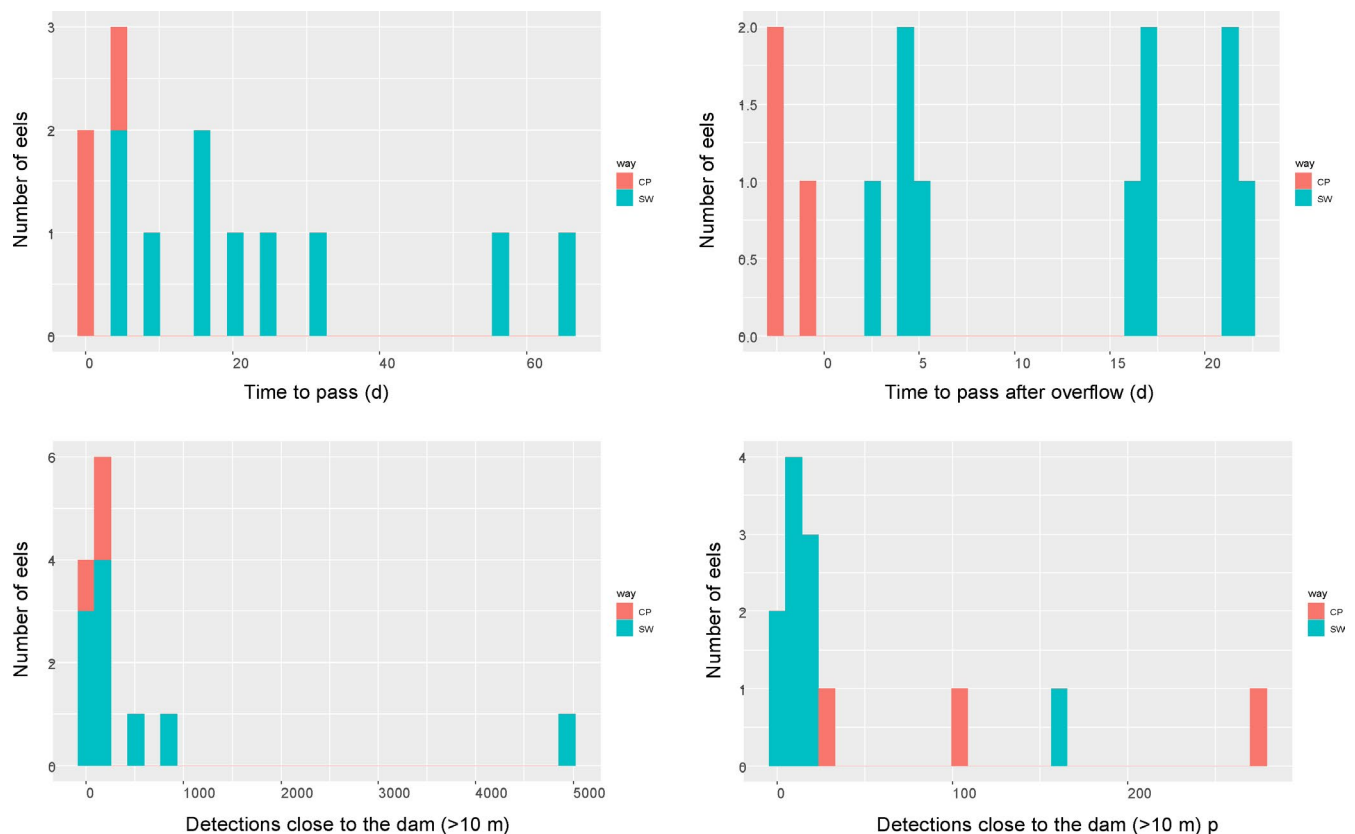 3
2
1
0
Number of eels
0
20
40
60
Time to pass (d)
way
CP
SW
2.0
1.5
1.0
0.5
0.0
Number of eels
0
5
10
15
20
Time to pass after overflow (d)
way
CP
SW
6
4
2
0
Number of eels
0
1000
2000
3000
4000
5000
Detections close to the dam (>10 m)
way
CP
SW
4
3
2
1
0
Number of eels
0
100
200
Detections close to the dam (>10 m) p
way
CP
SW